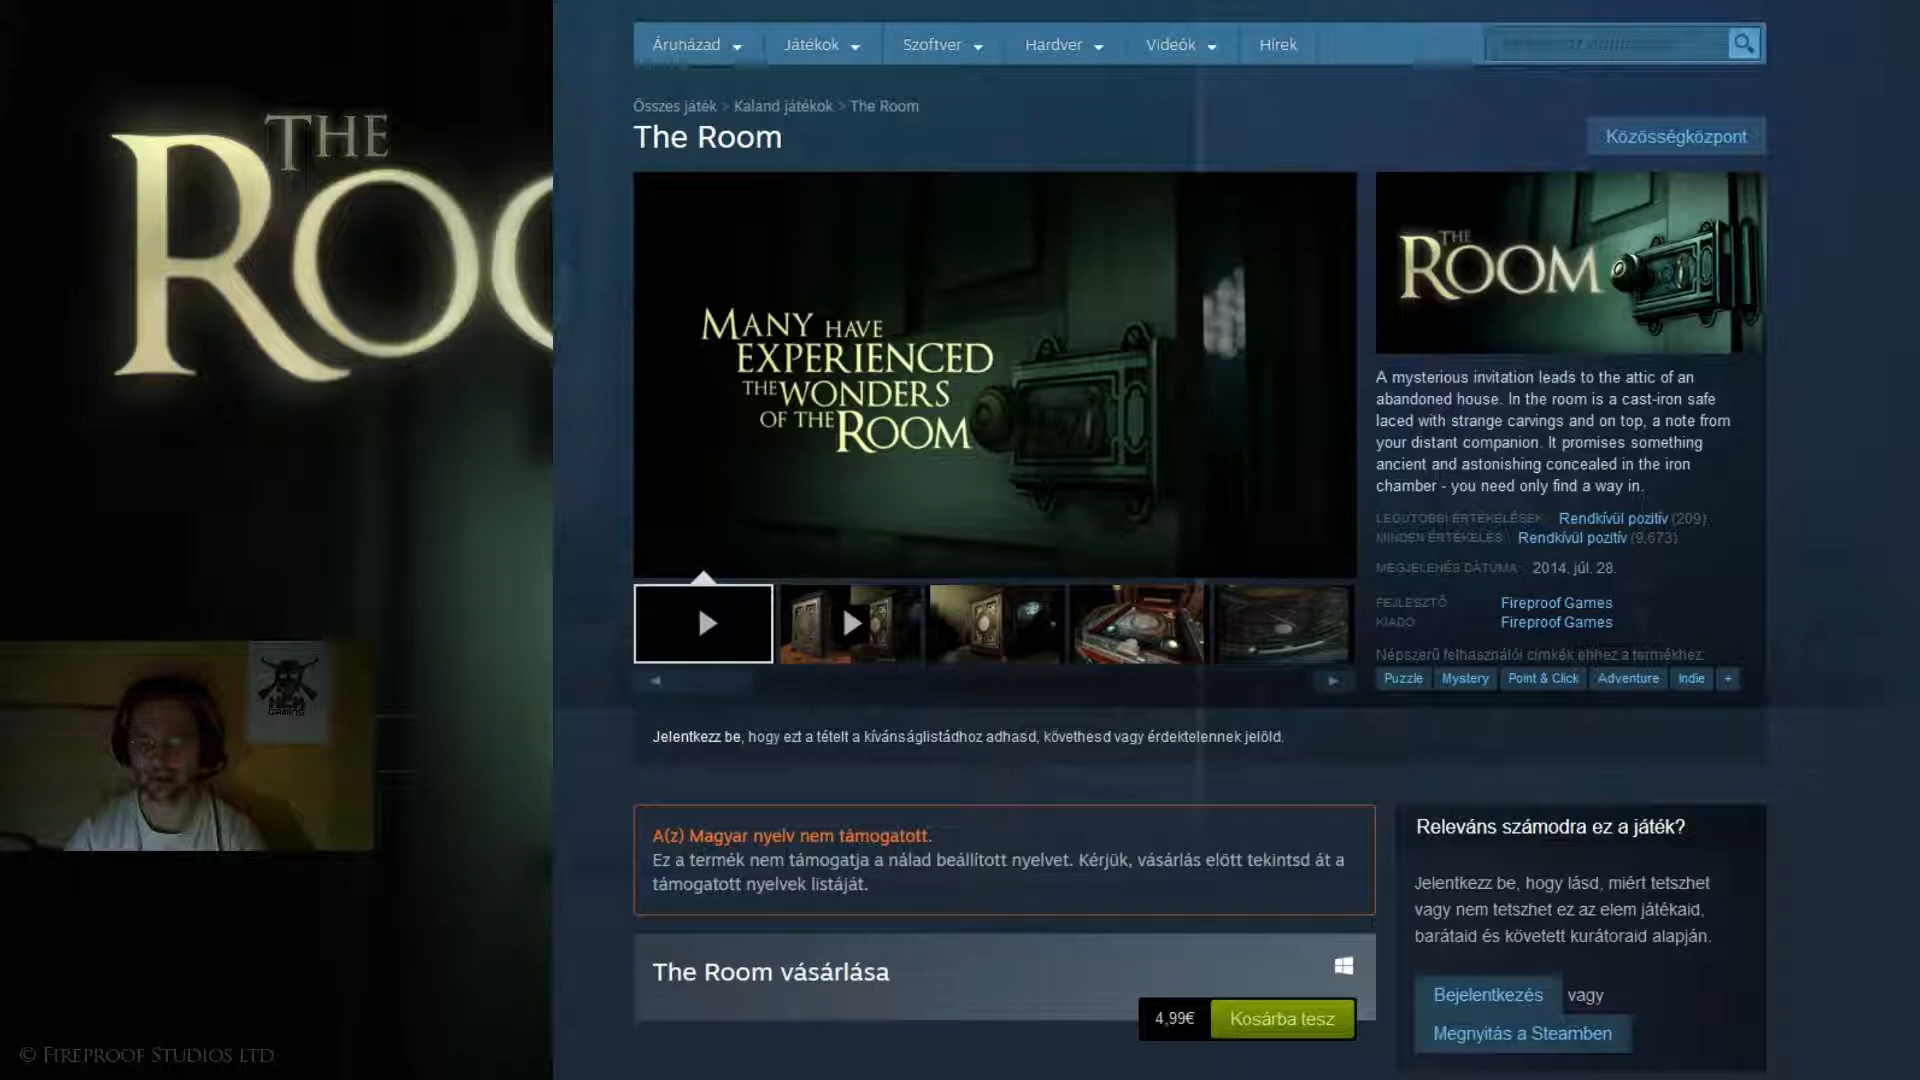 THE
ROO
GAMING
© FIREPROOF STUDIOS LTD
Áruházad
Játékok
Szoftver
Hardver
Videók
Hírek
Összes játék > Kaland játékok > The Room
The Room
Közösségközpont
MANY HAVE
EXPERIENCED
THE WONDERS
OF THE ROOM
THE
ROOM
A mysterious invitation leads to the attic of an
abandoned house. In the room is a cast-iron safe
laced with strange carvings and on top, a note from
your distant companion. It promises something
ancient and astonishing concealed in the iron
chamber - you need only find a way in.
LEGUTÓBBI ÉRTÉKELÉSEK Rendkívül pozitív (209)
MINDEN ÉRTÉKELÉS Rendkívül pozitív (9,673)
MEGJELENÉS DÁTUMA 2014. júl. 28.
FEJLESZTŐ Fireproof Games
KIADÓ Fireproof Games
Népszerű felhasználói címkék ehhez a termékhez:
Puzzle Mystery Point & Click Adventure Indie +
Jelentkezz be, hogy ezt a tételt a kívánságlistádhoz adhasd, követhesd vagy érdektelennek jelöld.
A(z) Magyar nyelv nem támogatott.
Ez a termék nem támogatja a nálad beállított nyelvet. Kérjük, vásárlás előtt tekintsd át a
támogatott nyelvek listáját.
The Room vásárlása
4,99€ Kosárba tesz
Releváns számodra ez a játék?
Jelentkezz be, hogy lásd, miért tetszhet
vagy nem tetszhet ez az elem játékaid,
barátaid és követett kurátoraid alapján.
Bejelentkezés vagy
Megnyitás a Steamben